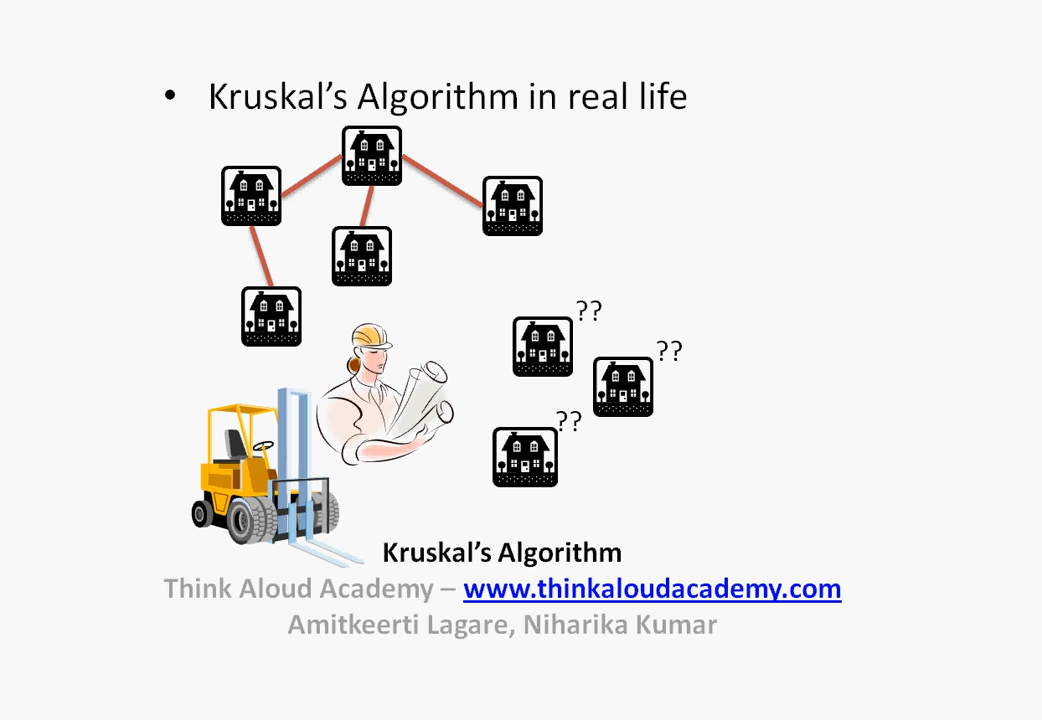 • Kruskal's Algorithm in real life
??
??
??
Kruskal's Algorithm
Think Aloud Academy – www.thinkaloudacademy.com
Amitkeerti Lagare, Niharika Kumar